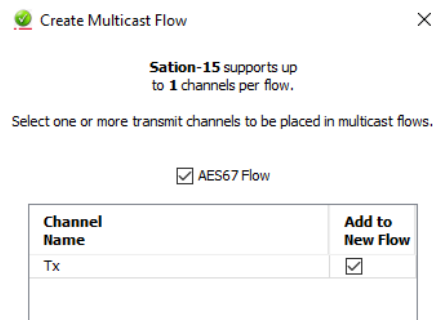 Create Multicast Flow
Sation-15 supports up
to 1 channels per flow.
Select one or more transmit channels to be placed in multicast flows.
AES67 Flow
Channel Name
Add to New Flow
Tx